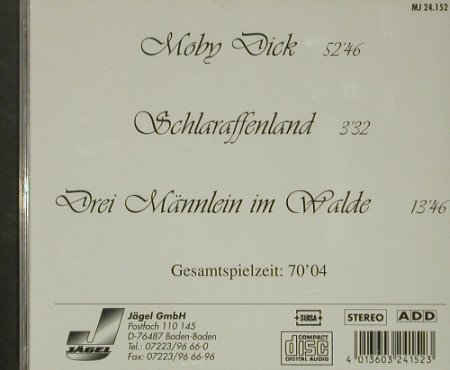 MJ 24.152
Moby Dick 52'46
Schlaraffenland 3'32
Drei Männlein im Walde 13'46
Gesamtspielzeit: 70'04
JÄGEL
Jägel GmbH
Postfach 110 145
D-76487 Baden-Baden
Tel.: 07223/96 66-0
Fax: 07223/96 66-96
SUISA
STEREO
ADD
COMPACT
disc
DIGITAL AUDIO
4 013603 241523